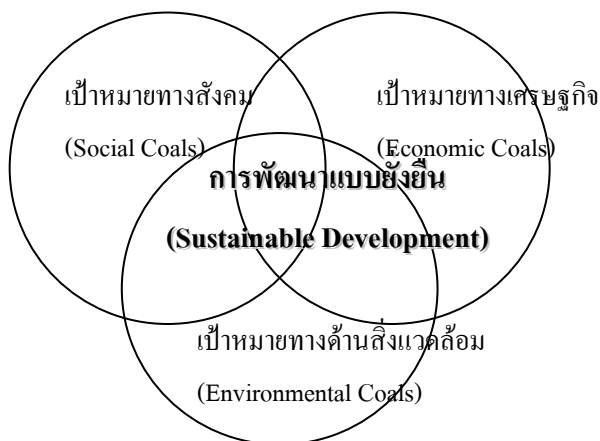 เป้าหมายทางสังคม
(Social Coals)
เป้าหมายทางเศรษฐกิจ
(Economic Coals)
การพัฒนาแบบยั่งยืน
(Sustainable Development)
เป้าหมายทางด้านสิ่งแวดล้อม
(Environmental Coals)